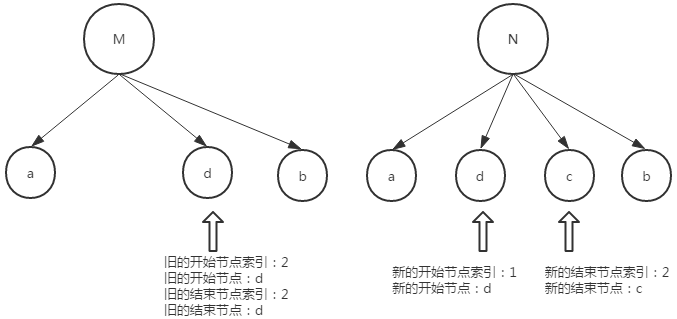 M
N
a
d
b
a
d
c
b
旧的开始节点索引：2
旧的开始节点：d
旧的结束节点索引：2
旧的结束节点：d
新的开始节点索引：1
新的开始节点：d
新的结束节点索引：2
新的结束节点：c